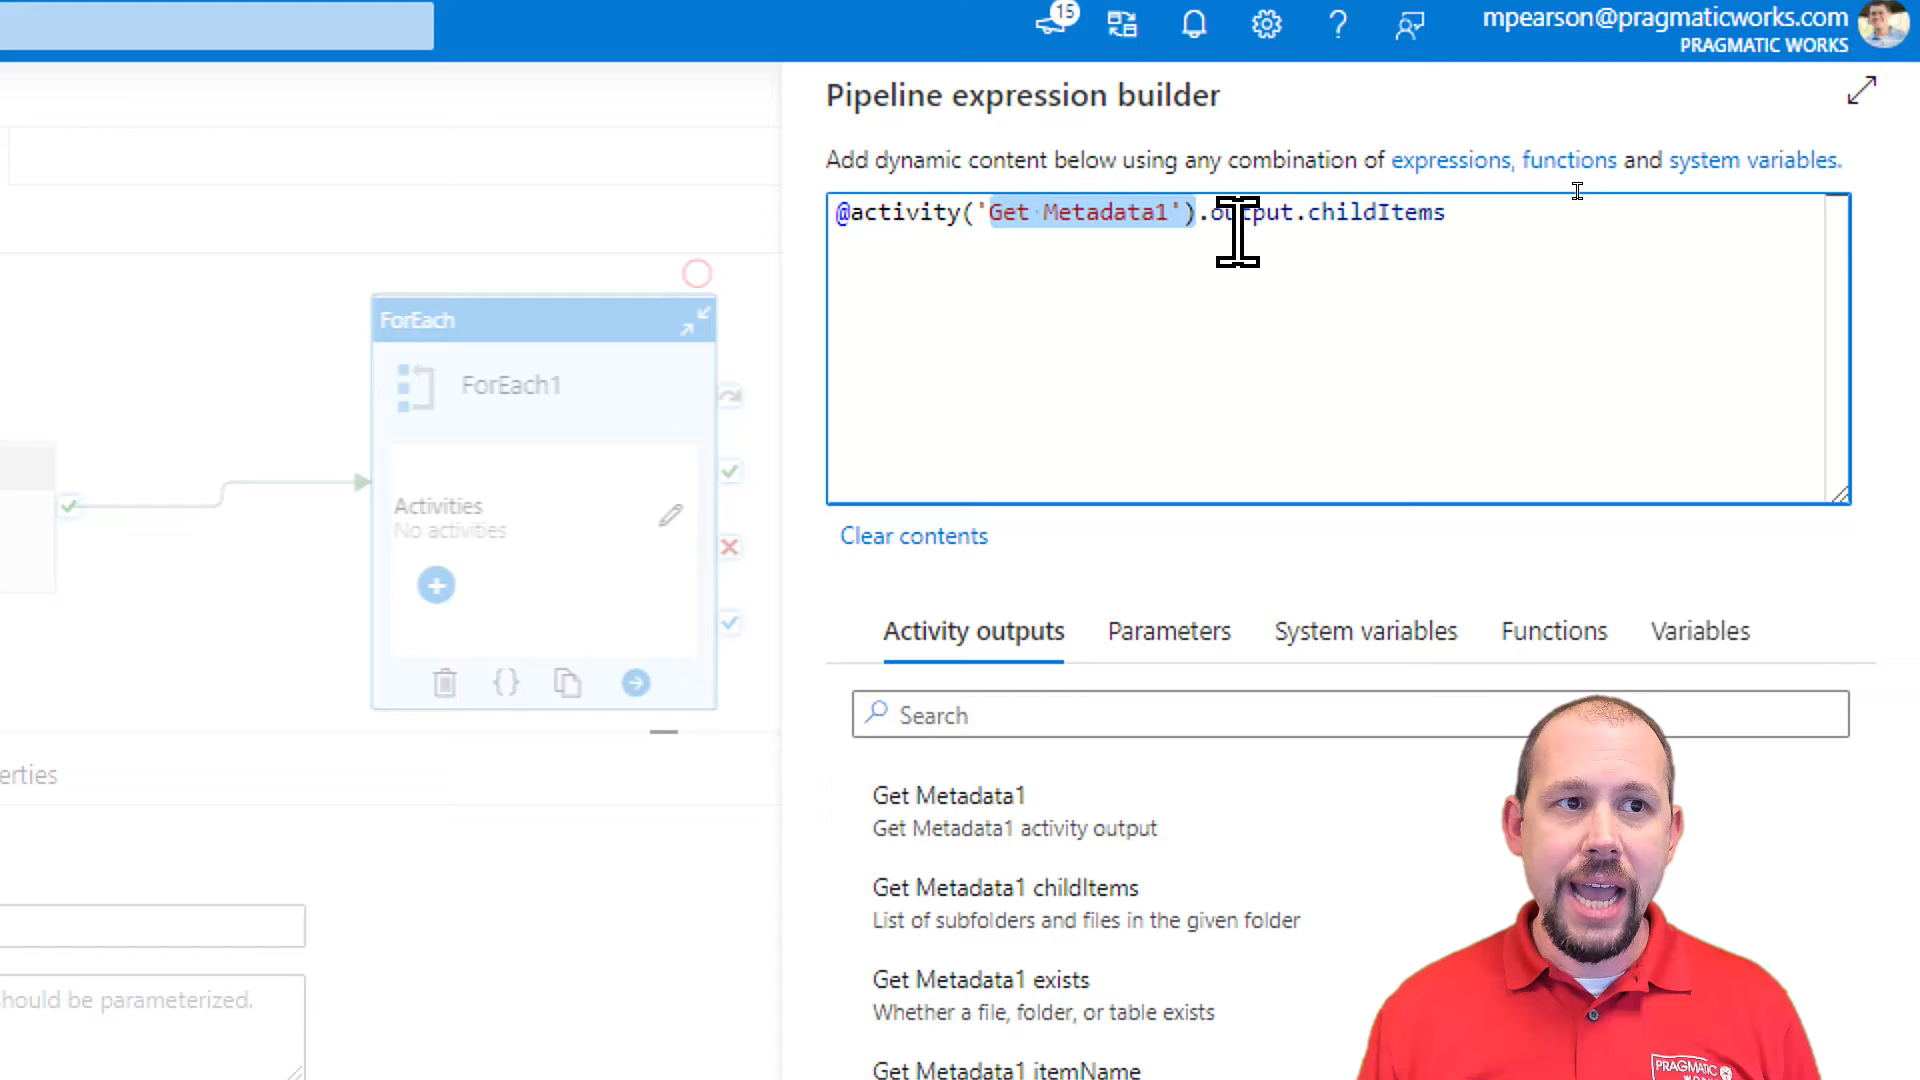 15
mpearson@pragmaticworks.com
PRAGMATIC WORKS
Pipeline expression builder
Add dynamic content below using any combination of expressions, functions and system variables.
@activity('Get Metadata1').output.childItems
Clear contents
ForEach
ForEach1
Activities
No activities
Activity outputs
Parameters
System variables
Functions
Variables
Search
Get Metadata1
Get Metadata1 activity output
Get Metadata1 childItems
List of subfolders and files in the given folder
Get Metadata1 exists
Whether a file, folder, or table exists
Get Metadata1 itemName
erties
hould be parameterized.
PRAGMATIC